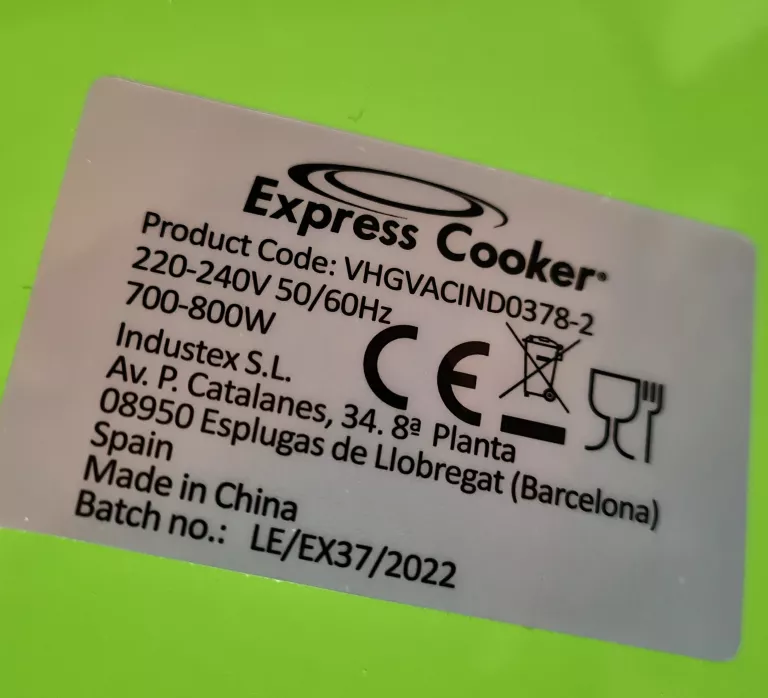 Express Cooker®
Product Code: VHGVACIND0378-2
220-240V 50/60Hz
700-800W
Industex S.L.
Av. P. Catalanes, 34. 8ª Planta
08950 Esplugas de Llobregat (Barcelona)
Spain
Made in China
Batch no.: LE/EX37/2022
CE